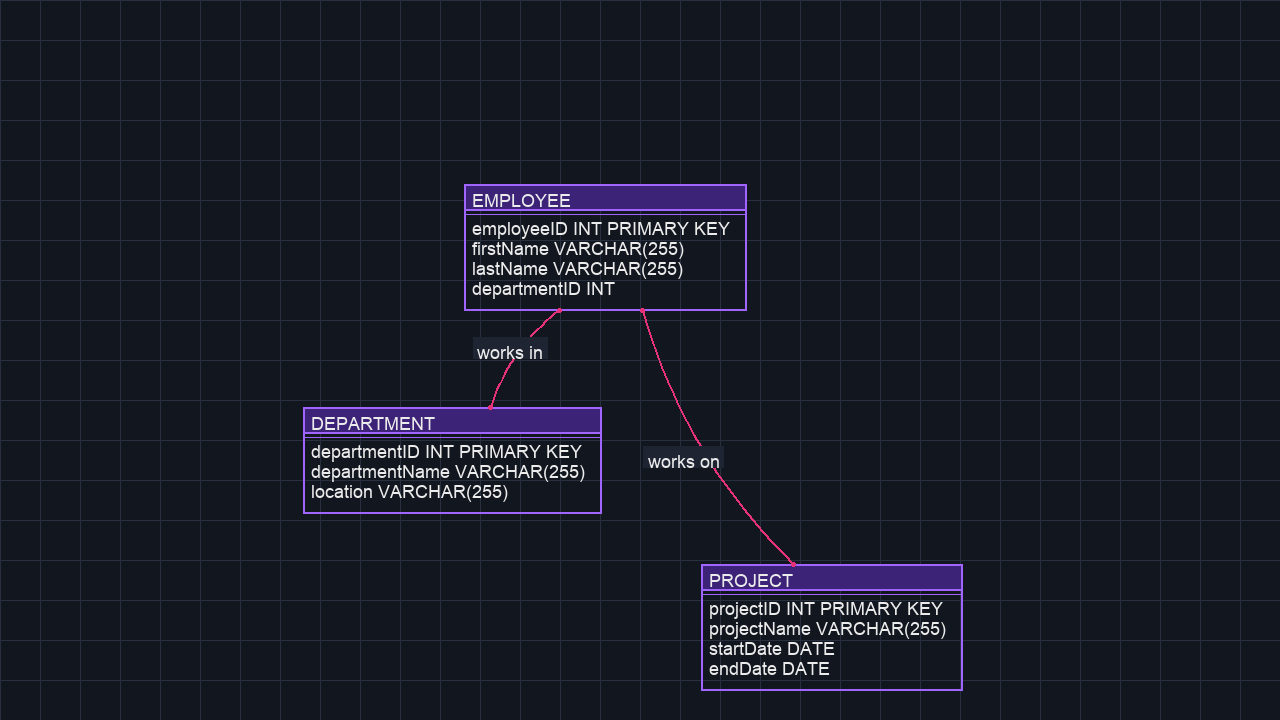 EMPLOYEE
employeeID INT PRIMARY KEY
firstName VARCHAR(255)
lastName VARCHAR(255)
departmentID INT
works in
DEPARTMENT
departmentID INT PRIMARY KEY
departmentName VARCHAR(255)
location VARCHAR(255)
works on
PROJECT
projectID INT PRIMARY KEY
projectName VARCHAR(255)
startDate DATE
endDate DATE